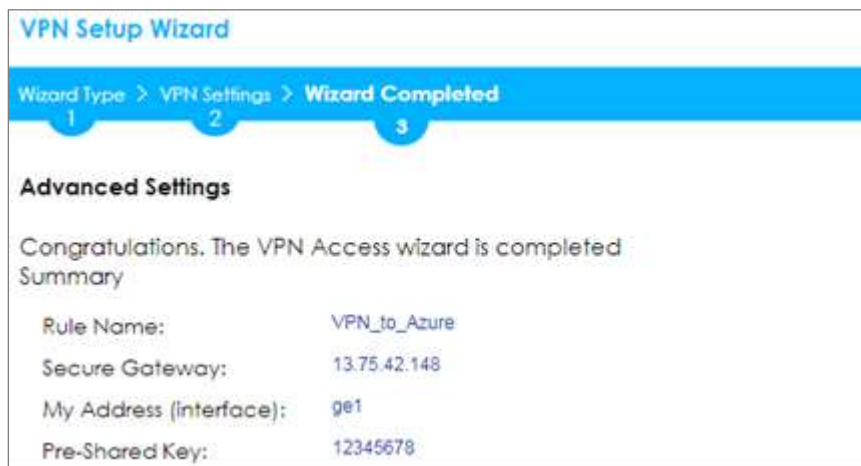 VPN Setup Wizard
Wizard Type > VPN Settings > Wizard Completed
1 2 3
Advanced Settings
Congratulations. The VPN Access wizard is completed
Summary
Rule Name: VPN_to_Azure
Secure Gateway: 13.75.42.148
My Address (interface): ge1
Pre-Shared Key: 12345678